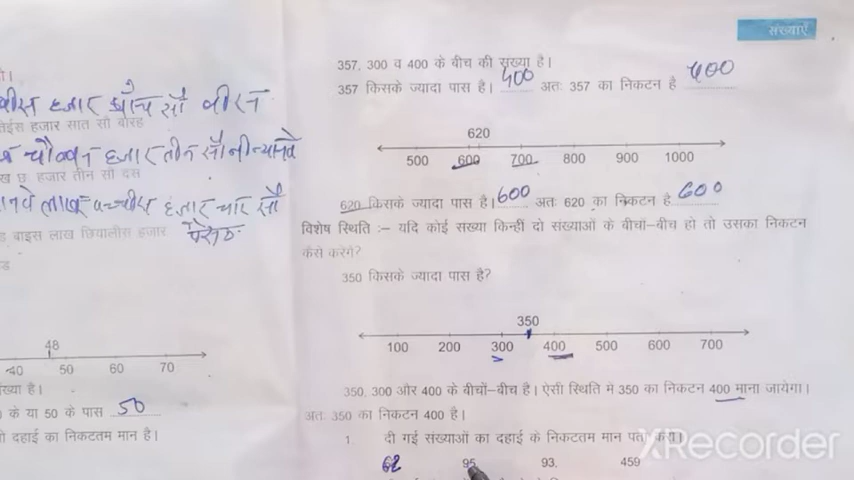 संख्याएँ
357, 300 व 400 के बीच की संख्या है।
357 किसके ज्यादा पास है। 400 अतः 357 का निकटन है 400
620
500 600 700 800 900 1000
620 किसके ज्यादा पास है। 600 अतः 620 का निकटन है 600
विशेष स्थिति :– यदि कोई संख्या किन्हीं दो संख्याओं के बीचों–बीच हो तो उसका निकटन
कैसे करेंगे?
350 किसके ज्यादा पास है?
350
100 200 300 400 500 600 700
350, 300 और 400 के बीचों–बीच है। ऐसी स्थिति मे 350 का निकटन 400 माना जायेगा।
अतः 350 का निकटन 400 है।
1. दी गई संख्याओं का दहाई के निकटतम मान पता करो।
62 95 93. 459
हजार पाँच सौ
हजार सात सौ
चौव्वन हजार तीन सौ
छः हजार तीन सौ दस
लाख पच्चीस हजार चार सौ
बाइस लाख छियालीस हजार
48
40 50 60 70
ख्या है।
के या 50 के पास 50
दहाई का निकटतम मान है।
XRecorder